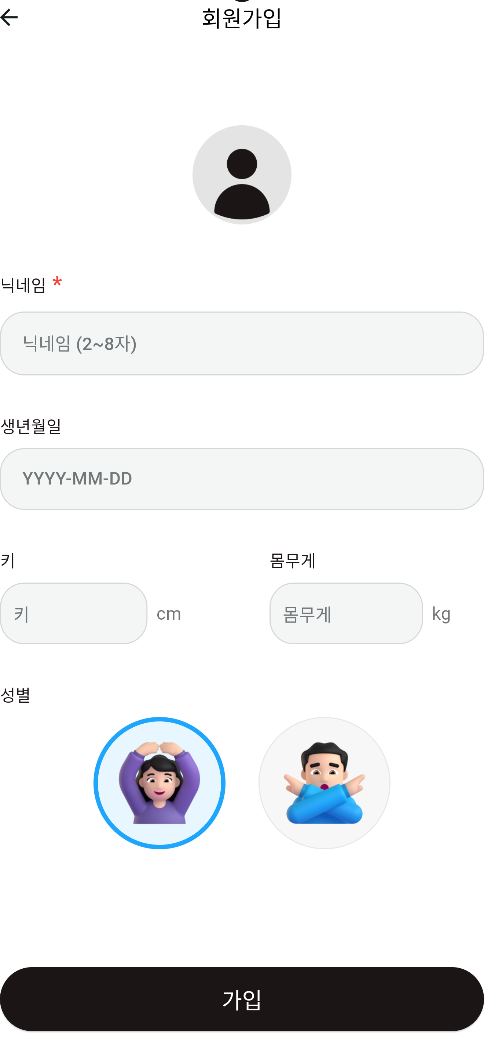 회원가입
닉네임 *
닉네임 (2~8자)
생년월일
YYYY-MM-DD
키 몸무게
키 cm 몸무게 kg
성별
가입